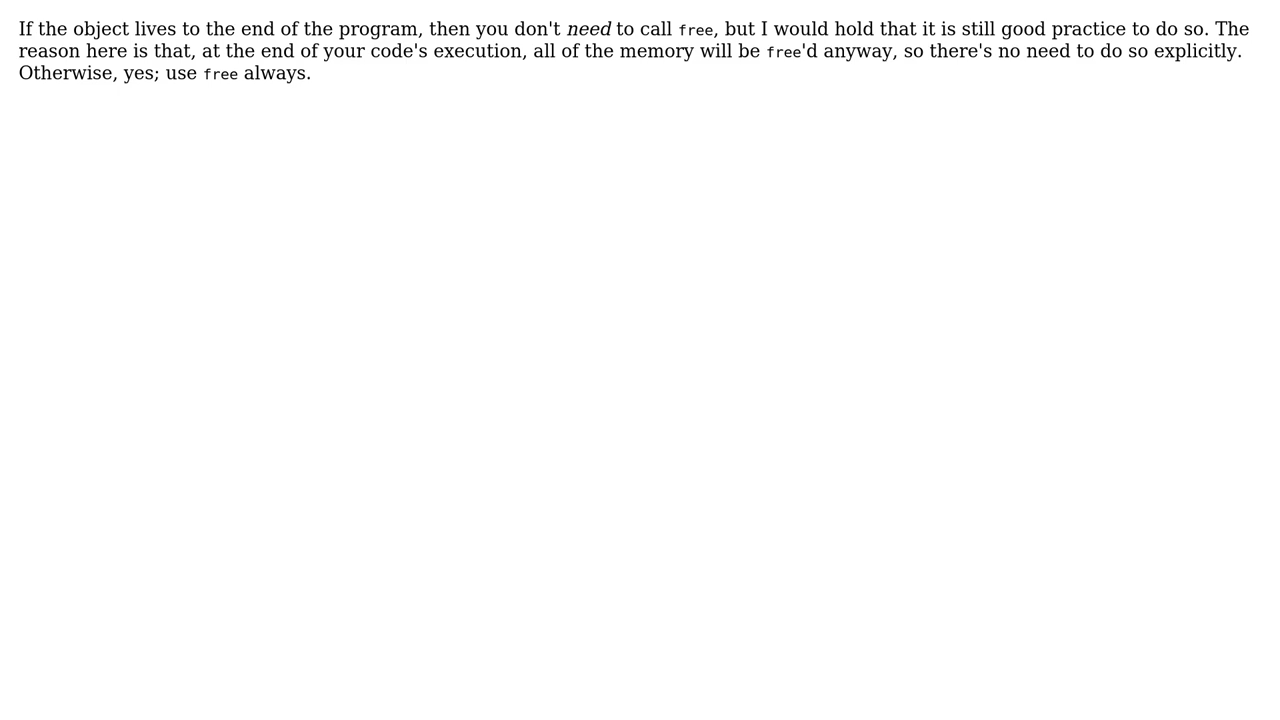 If the object lives to the end of the program, then you don't need to call free, but I would hold that it is still good practice to do so. The
reason here is that, at the end of your code's execution, all of the memory will be free'd anyway, so there's no need to do so explicitly.
Otherwise, yes; use free always.